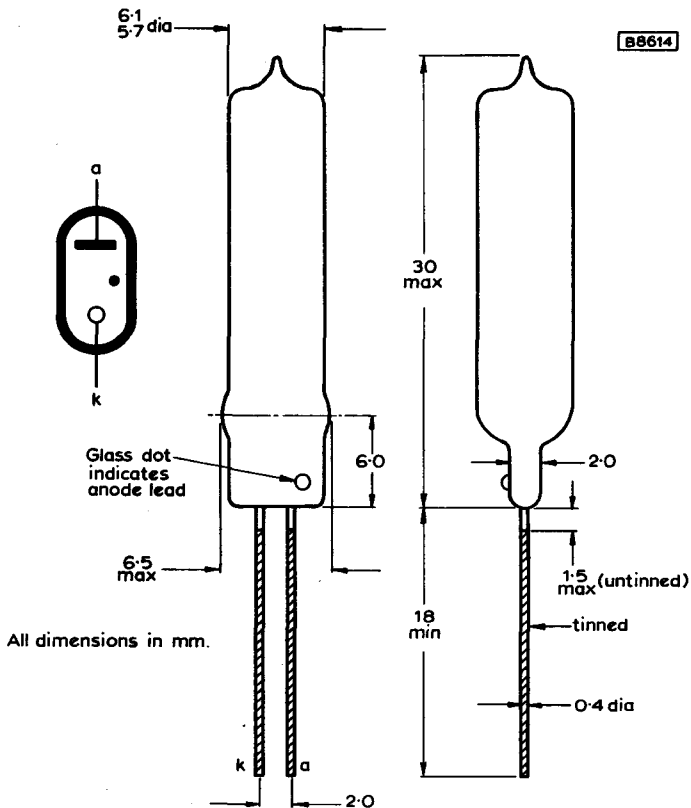 6·1
5·7 dia
B8614
a
k
30
max
Glass dot
indicates
anode lead
6·0
2·0
6·5
max
1·5
max (untinned)
18
min
tinned
All dimensions in mm.
0·4 dia
k
a
2·0